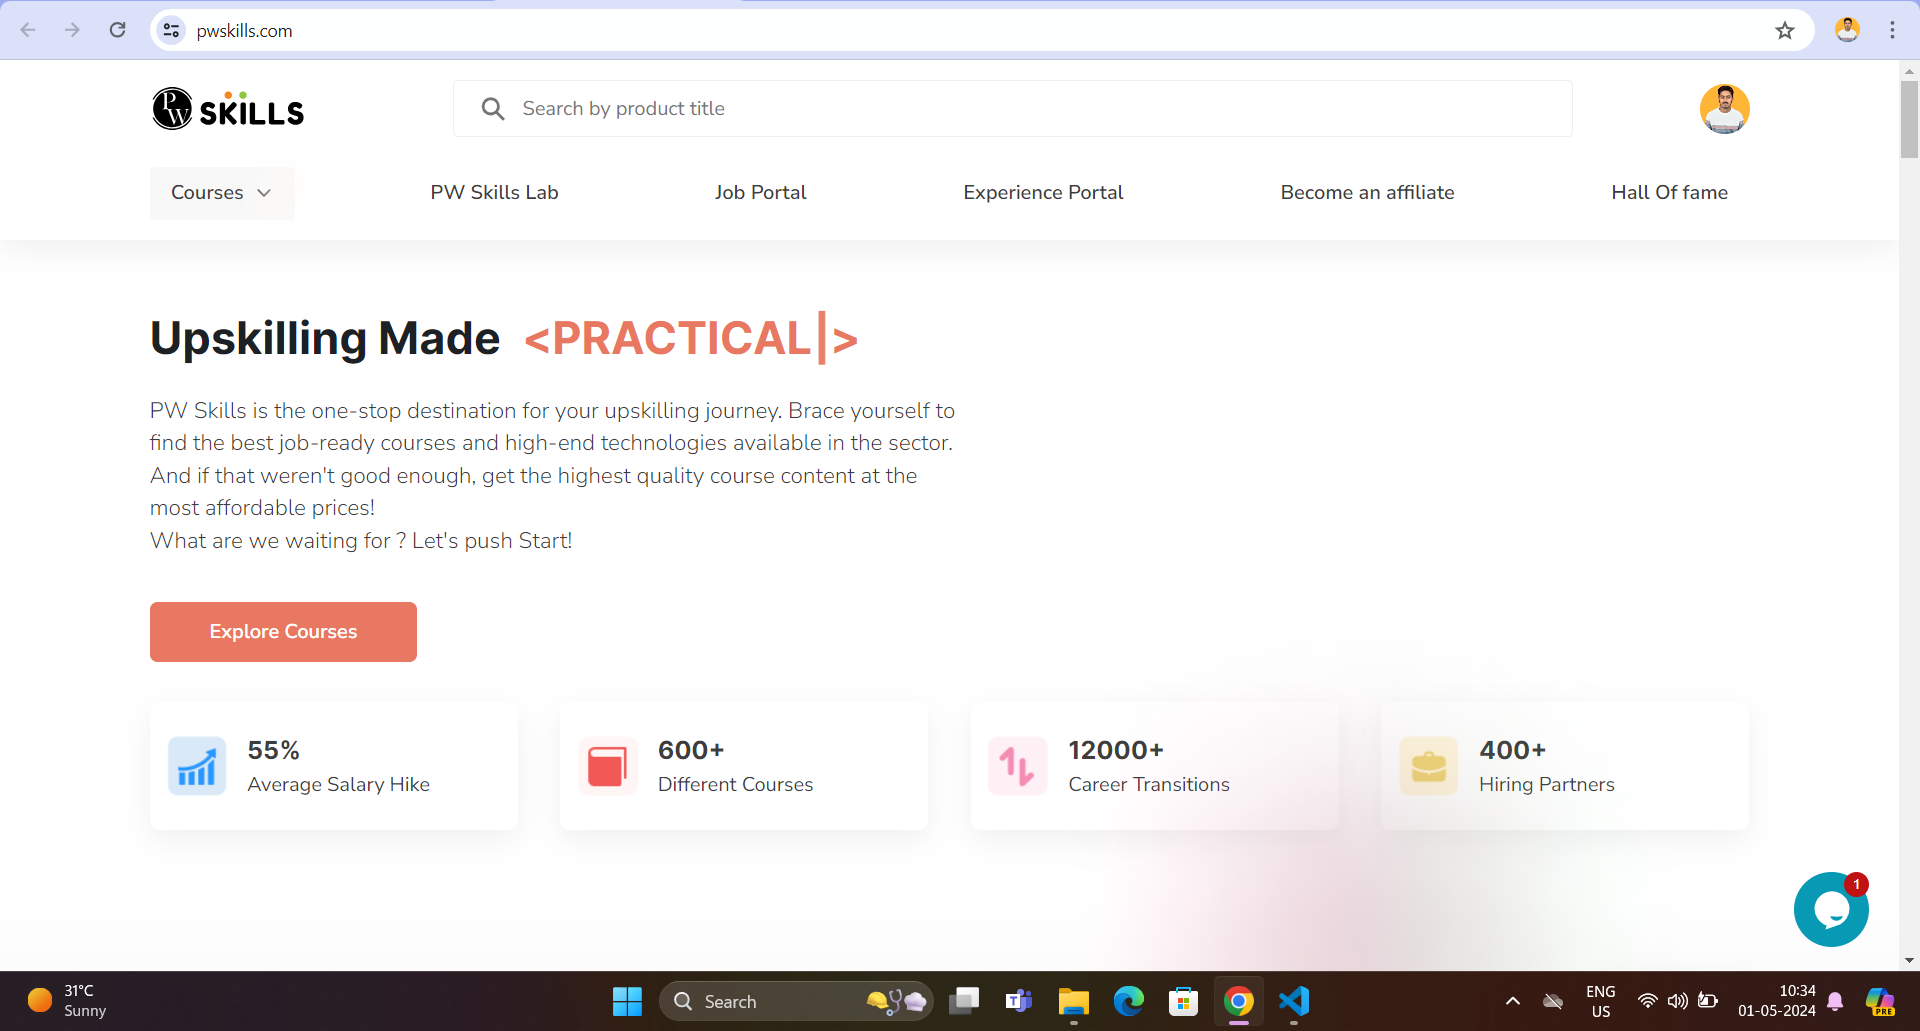 pwskills.com
PW SKILLS
Search by product title
Courses
PW Skills Lab
Job Portal
Experience Portal
Become an affiliate
Hall Of fame
Upskilling Made <PRACTICAL|>
PW Skills is the one-stop destination for your upskilling journey. Brace yourself to
find the best job-ready courses and high-end technologies available in the sector.
And if that weren't good enough, get the highest quality course content at the
most affordable prices!
What are we waiting for ? Let's push Start!
Explore Courses
55%
Average Salary Hike
600+
Different Courses
12000+
Career Transitions
400+
Hiring Partners
1
31°C
Sunny
Search
ENG
US
10:34
01-05-2024
PRE